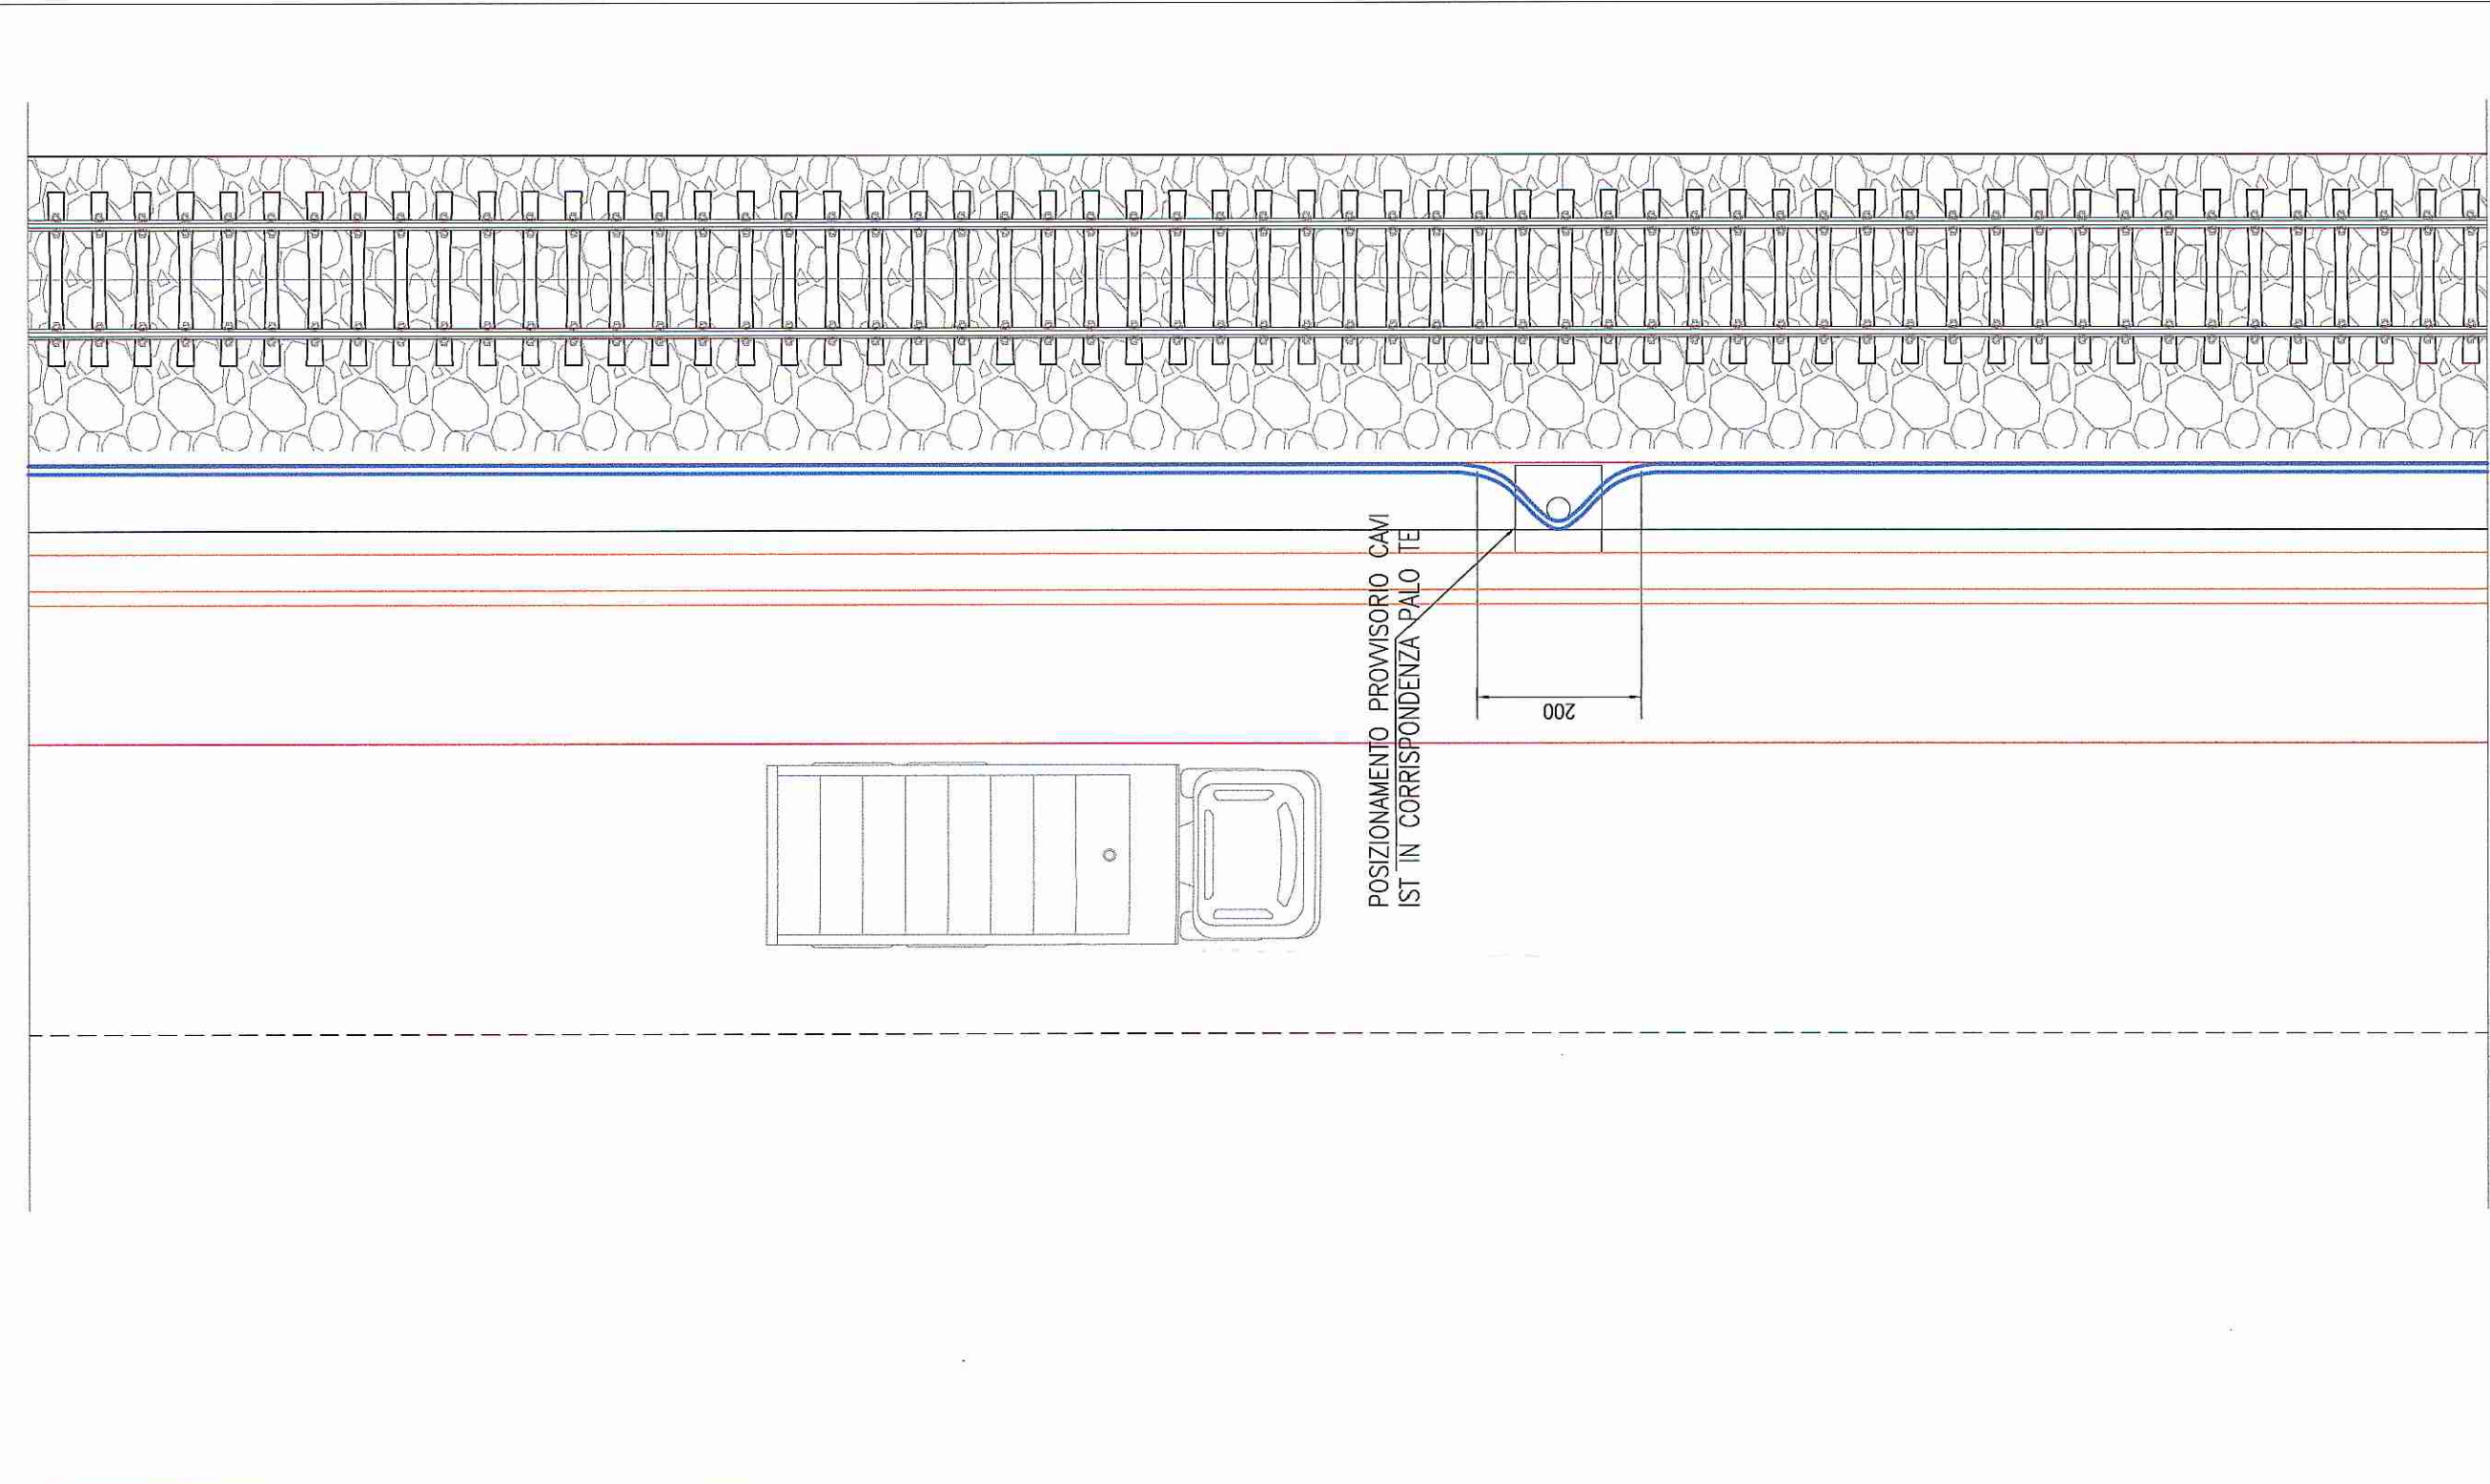 POSIZIONAMENTO PROVVISORIO CAVI
IST IN CORRISPONDENZA PALO TE
200